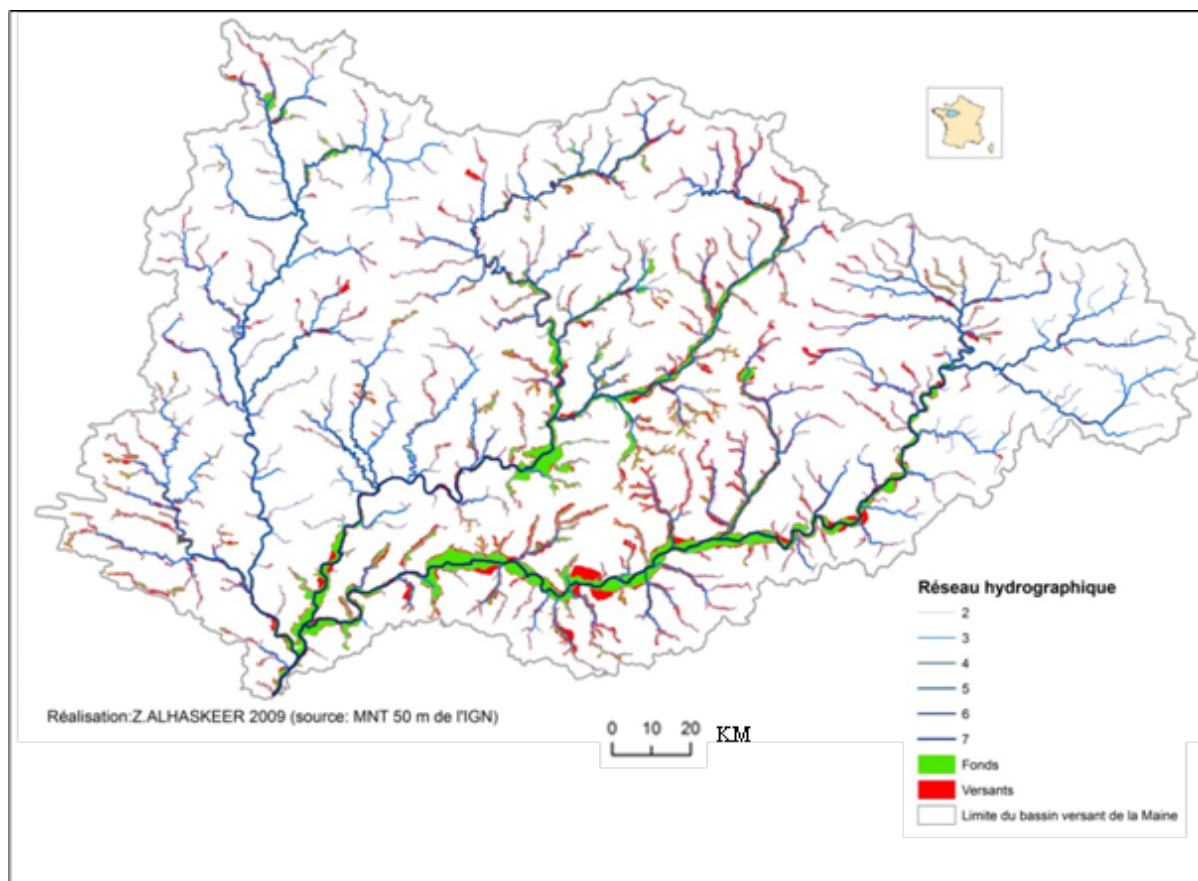 Réseau hydrographique
2
3
4
5
6
7
Fonds
Versants
Limite du bassin versant de la Maine
Réalisation:Z.ALHASKEER 2009 (source: MNT 50 m de l'IGN)
0 10 20 KM